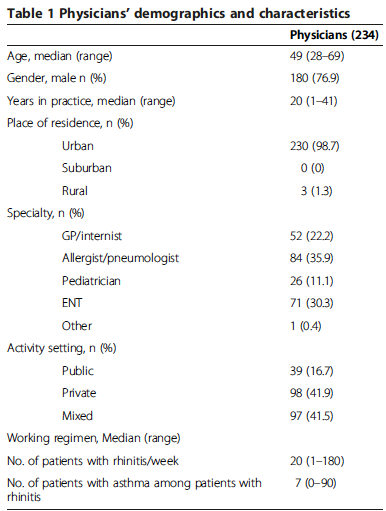 Table 1 Physicians' demographics and characteristics
Physicians (234)
Age, median (range) 49 (28–69)
Gender, male n (%) 180 (76.9)
Years in practice, median (range) 20 (1–41)
Place of residence, n (%)
Urban 230 (98.7)
Suburban 0 (0)
Rural 3 (1.3)
Specialty, n (%)
GP/internist 52 (22.2)
Allergist/pneumologist 84 (35.9)
Pediatrician 26 (11.1)
ENT 71 (30.3)
Other 1 (0.4)
Activity setting, n (%)
Public 39 (16.7)
Private 98 (41.9)
Mixed 97 (41.5)
Working regimen, Median (range)
No. of patients with rhinitis/week 20 (1–180)
No. of patients with asthma among patients with 7 (0–90)
rhinitis